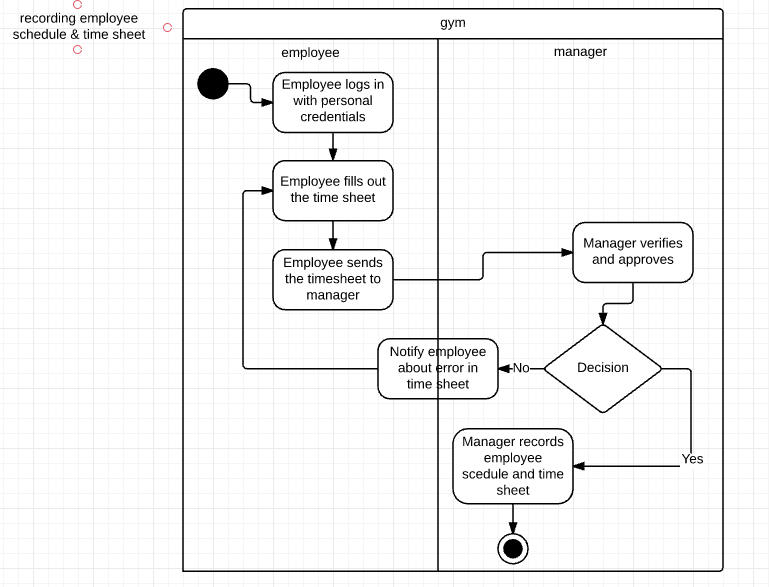 recording employee
schedule & time sheet
gym
employee
manager
Employee logs in
with personal
credentials
Employee fills out
the time sheet
Employee sends
the timesheet to
manager
Manager verifies
and approves
Decision
No
Notify employee
about error in
time sheet
Yes
Manager records
employee
scedule and time
sheet